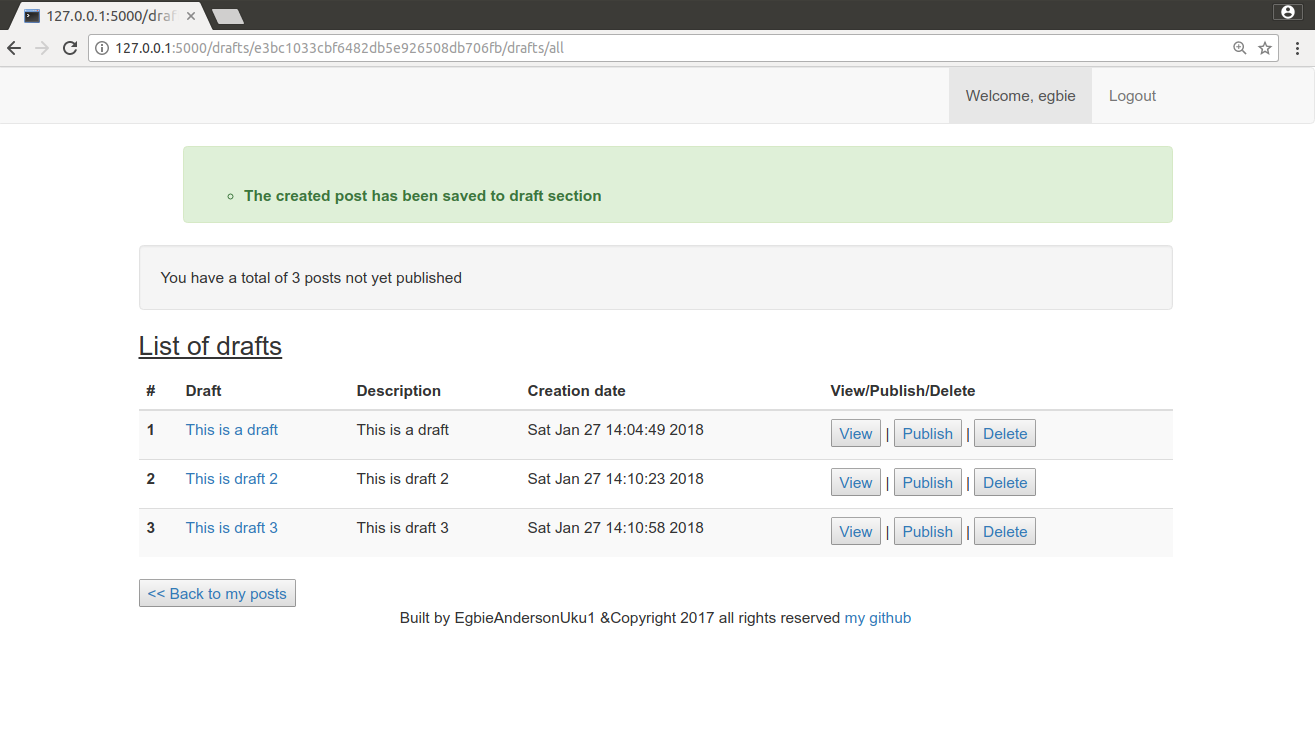 127.0.0.1:5000/draf
127.0.0.1:5000/drafts/e3bc1033cbf6482db5e926508db706fb/drafts/all
Welcome, egbie Logout
The created post has been saved to draft section
You have a total of 3 posts not yet published
List of drafts
# Draft Description Creation date View/Publish/Delete
1 This is a draft This is a draft Sat Jan 27 14:04:49 2018 View | Publish | Delete
2 This is draft 2 This is draft 2 Sat Jan 27 14:10:23 2018 View | Publish | Delete
3 This is draft 3 This is draft 3 Sat Jan 27 14:10:58 2018 View | Publish | Delete
<< Back to my posts
Built by EgbieAndersonUku1 &Copyright 2017 all rights reserved my github